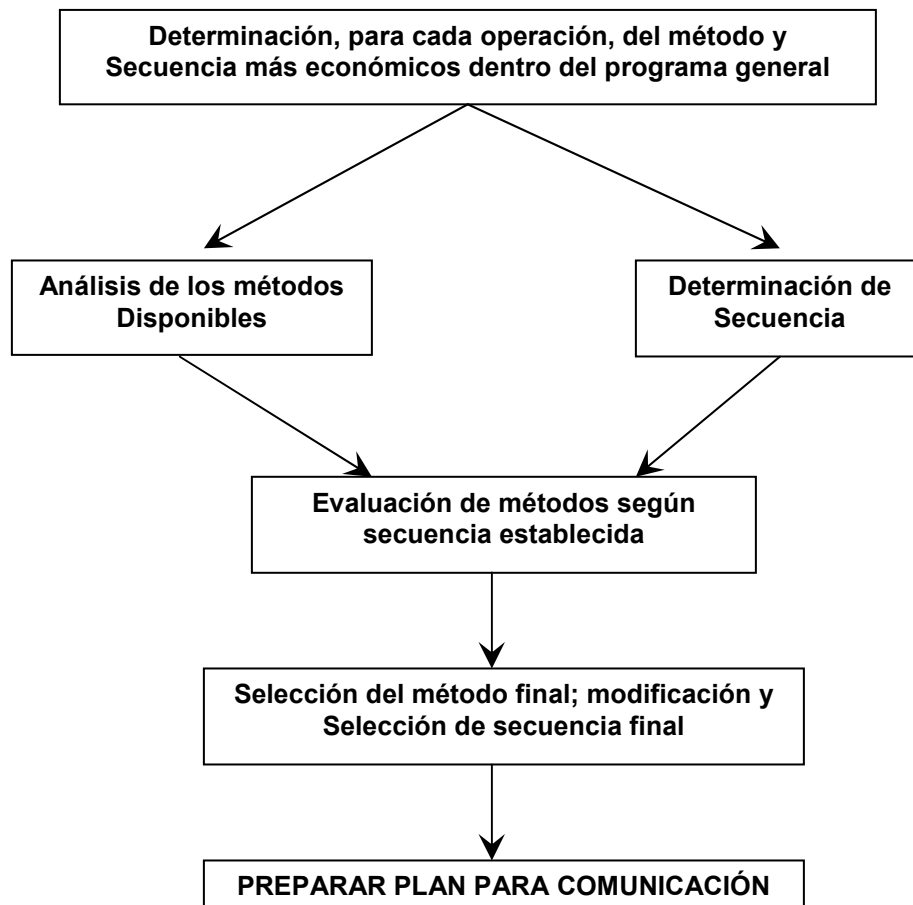 Determinación, para cada operación, del método y
Secuencia más económicos dentro del programa general
Análisis de los métodos
Disponibles
Determinación de
Secuencia
Evaluación de métodos según
secuencia establecida
Selección del método final; modificación y
Selección de secuencia final
PREPARAR PLAN PARA COMUNICACIÓN